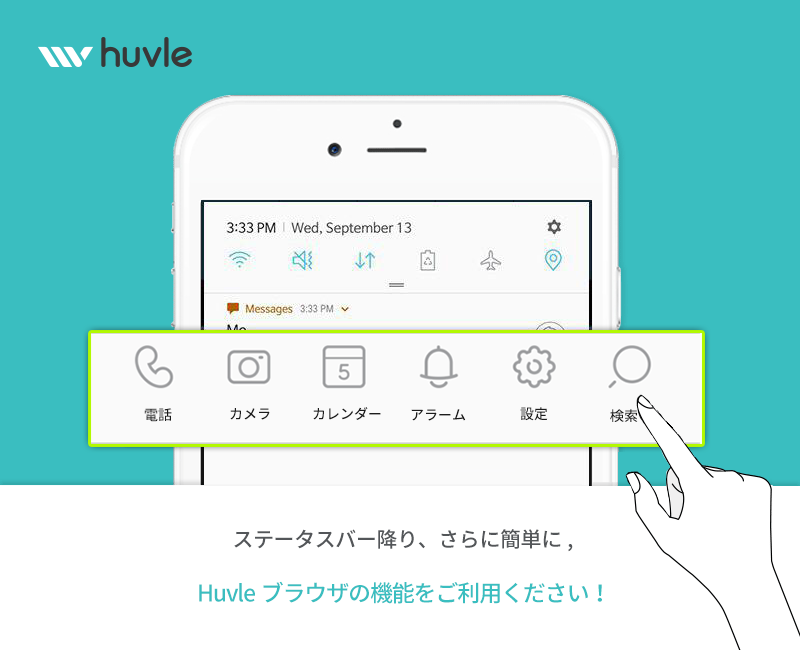 huvle
3:33 PM | Wed, September 13
Messages 3:33 PM
Mo
電話 カメラ 5 カレンダー アラーム 設定 検索
ステータスバー降り、さらに簡単に ,
Huvle ブラウザの機能をご利用ください！